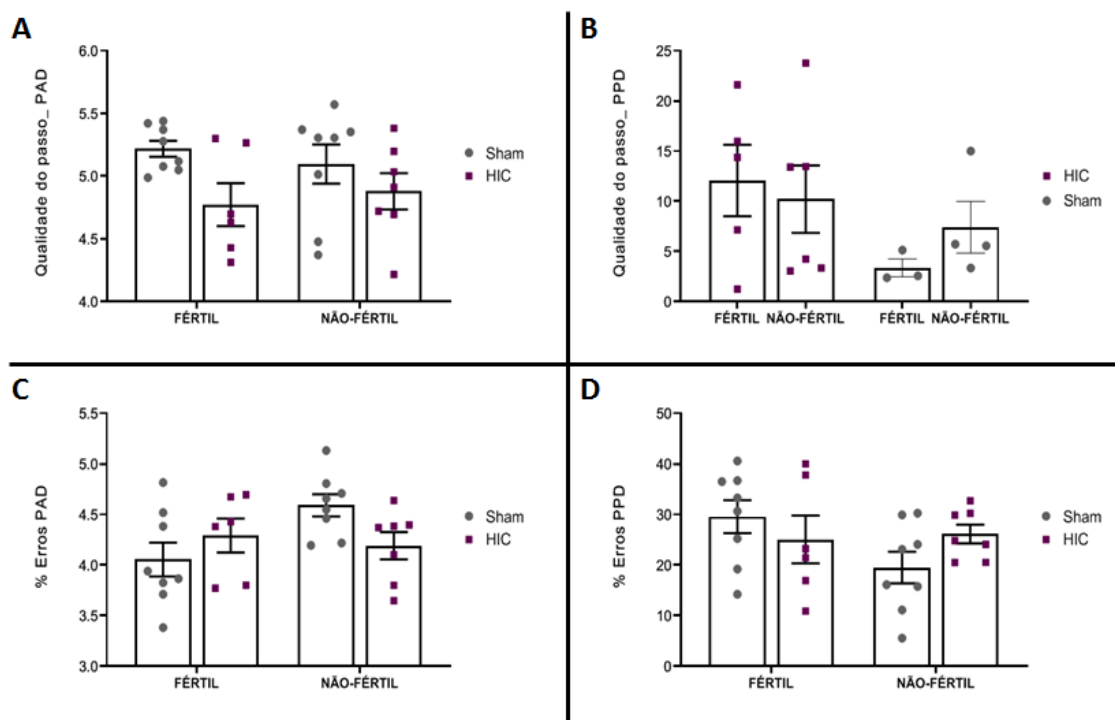 A
Qualidade do passo_ PAD
6.0
5.5
5.0
4.5
4.0
FÉRTIL
NÃO-FÉRTIL
Sham
HIC
B
Qualidade do passo_ PPD
25
20
15
10
5
0
FÉRTIL NÃO-FÉRTIL
FÉRTIL NÃO-FÉRTIL
HIC
Sham
C
% Erros PAD
5.5
5.0
4.5
4.0
3.5
3.0
FÉRTIL
NÃO-FÉRTIL
Sham
HIC
D
% Erros PPD
50
40
30
20
10
0
FÉRTIL
NÃO-FÉRTIL
Sham
HIC